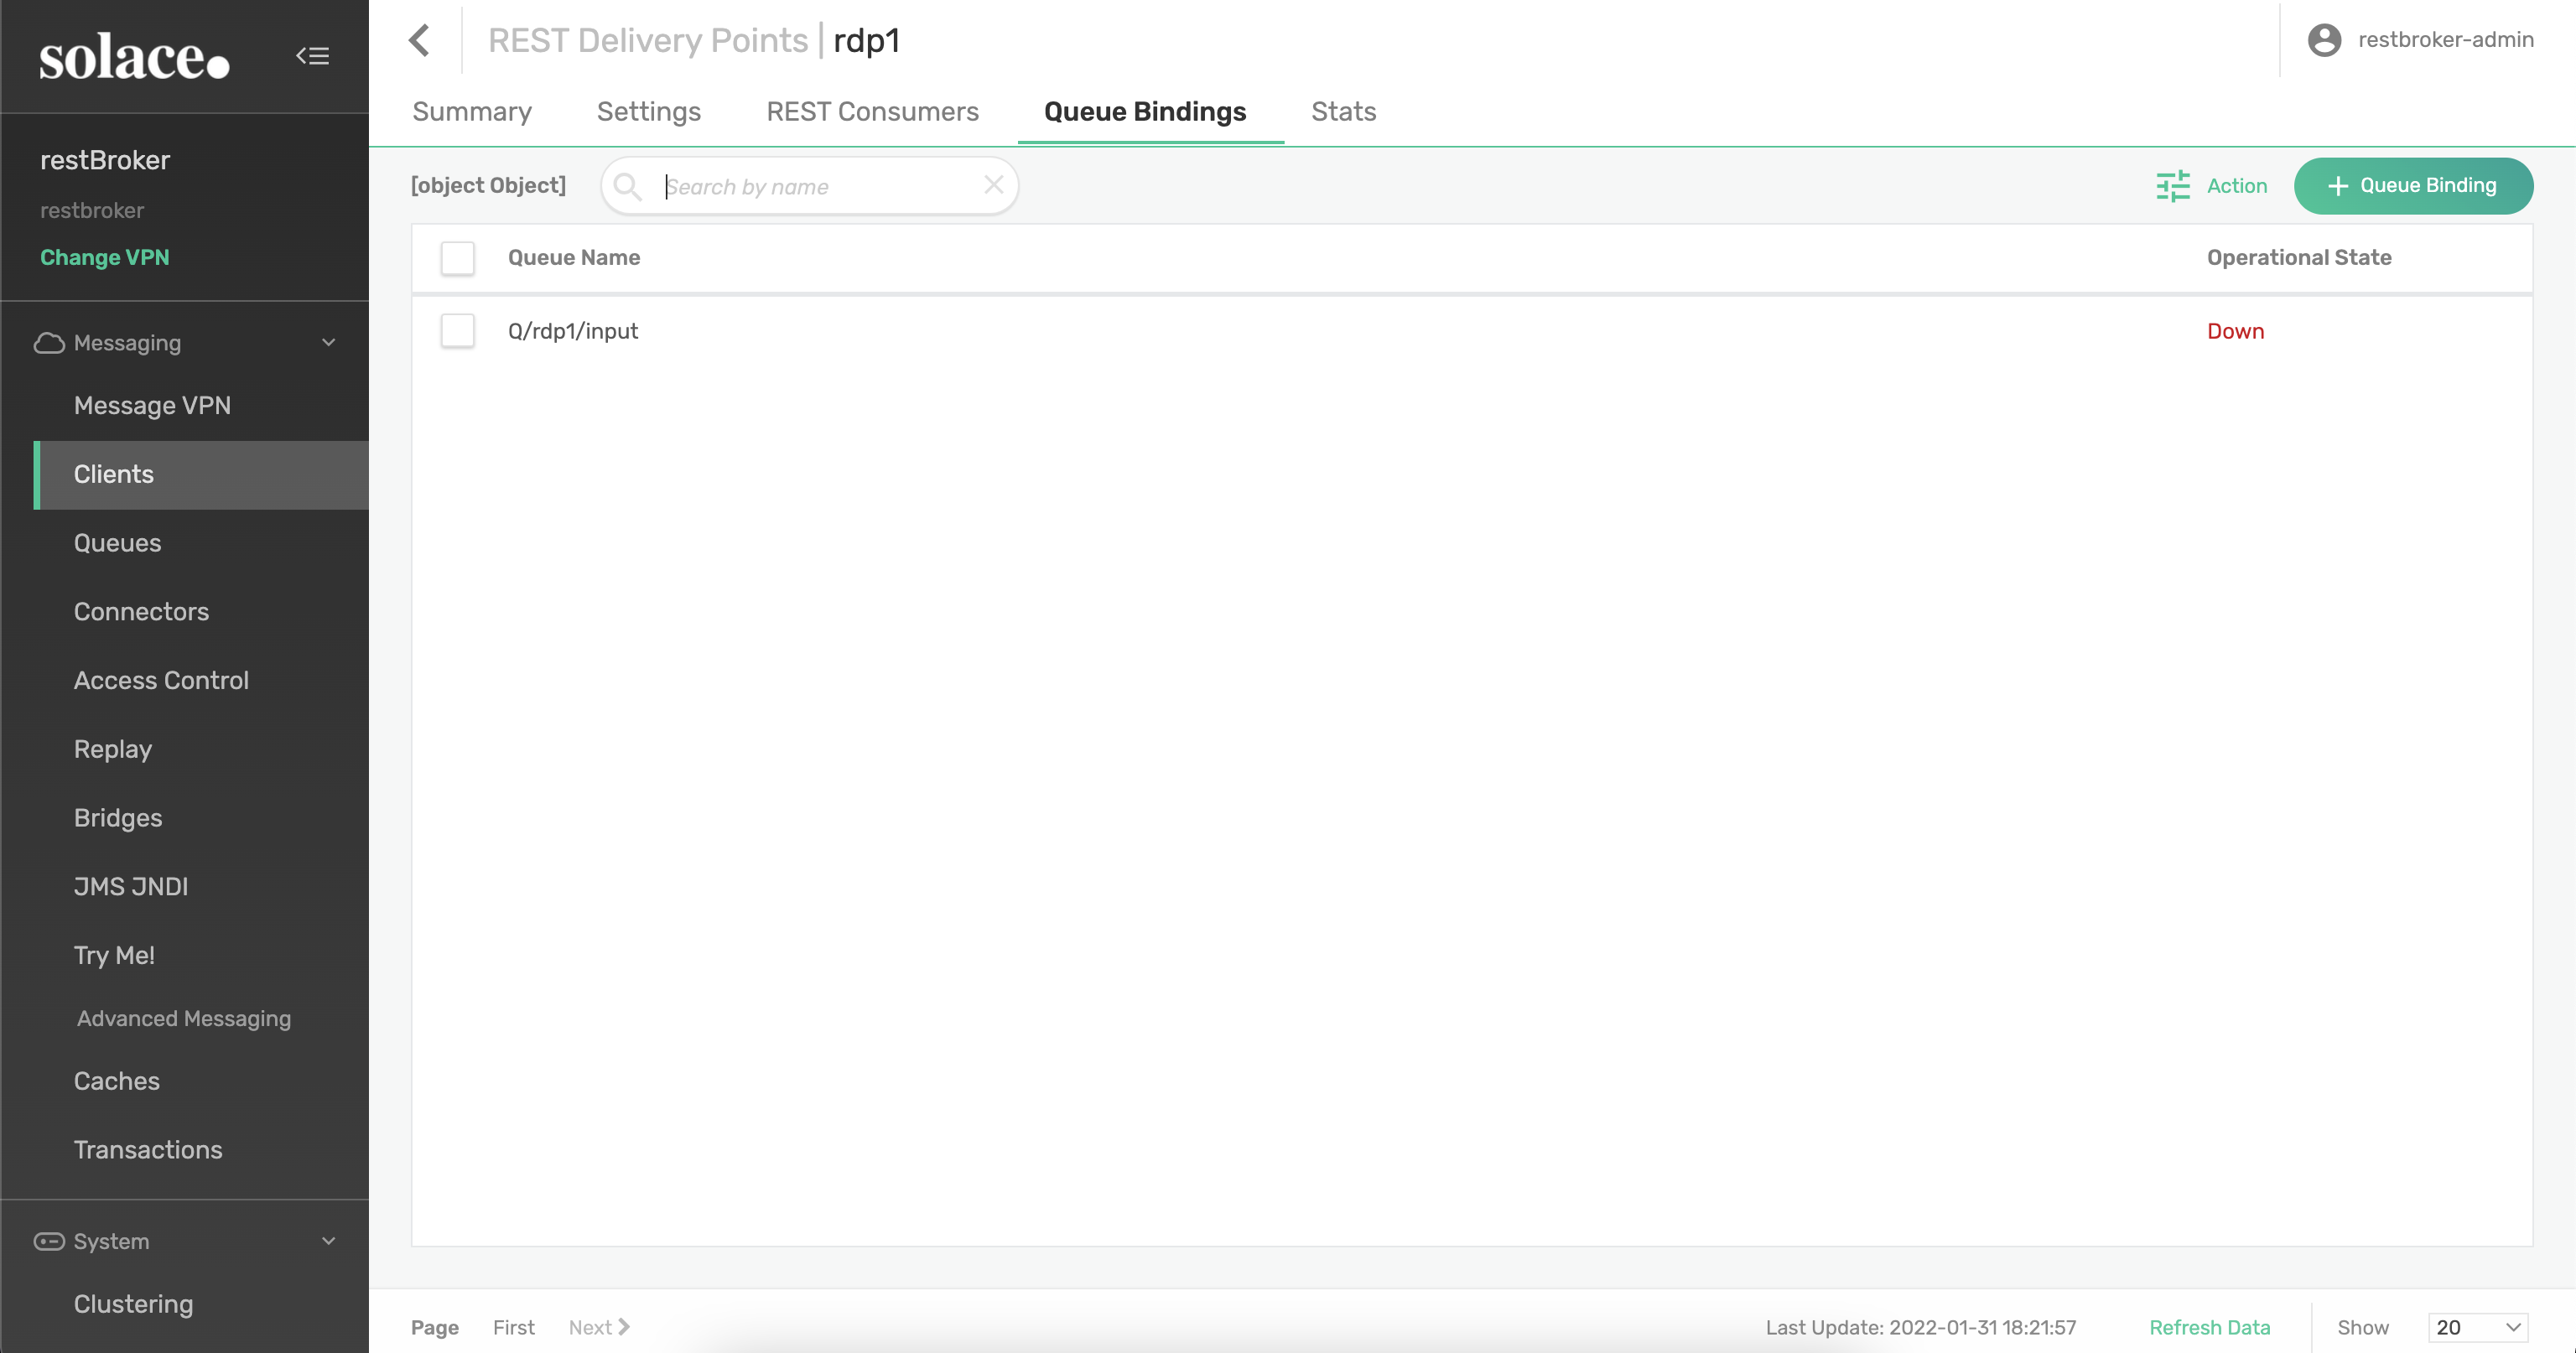 solace
restBroker
restbroker
Change VPN
Messaging
Message VPN
Clients
Queues
Connectors
Access Control
Replay
Bridges
JMS JNDI
Try Me!
Advanced Messaging
Caches
Transactions
System
Clustering
REST Delivery Points | rdp1
restbroker-admin
Summary Settings REST Consumers Queue Bindings Stats
[object Object] Search by name Action + Queue Binding
Queue Name Operational State
Q/rdp1/input Down
Page First Next Last Update: 2022-01-31 18:21:57 Refresh Data Show 20